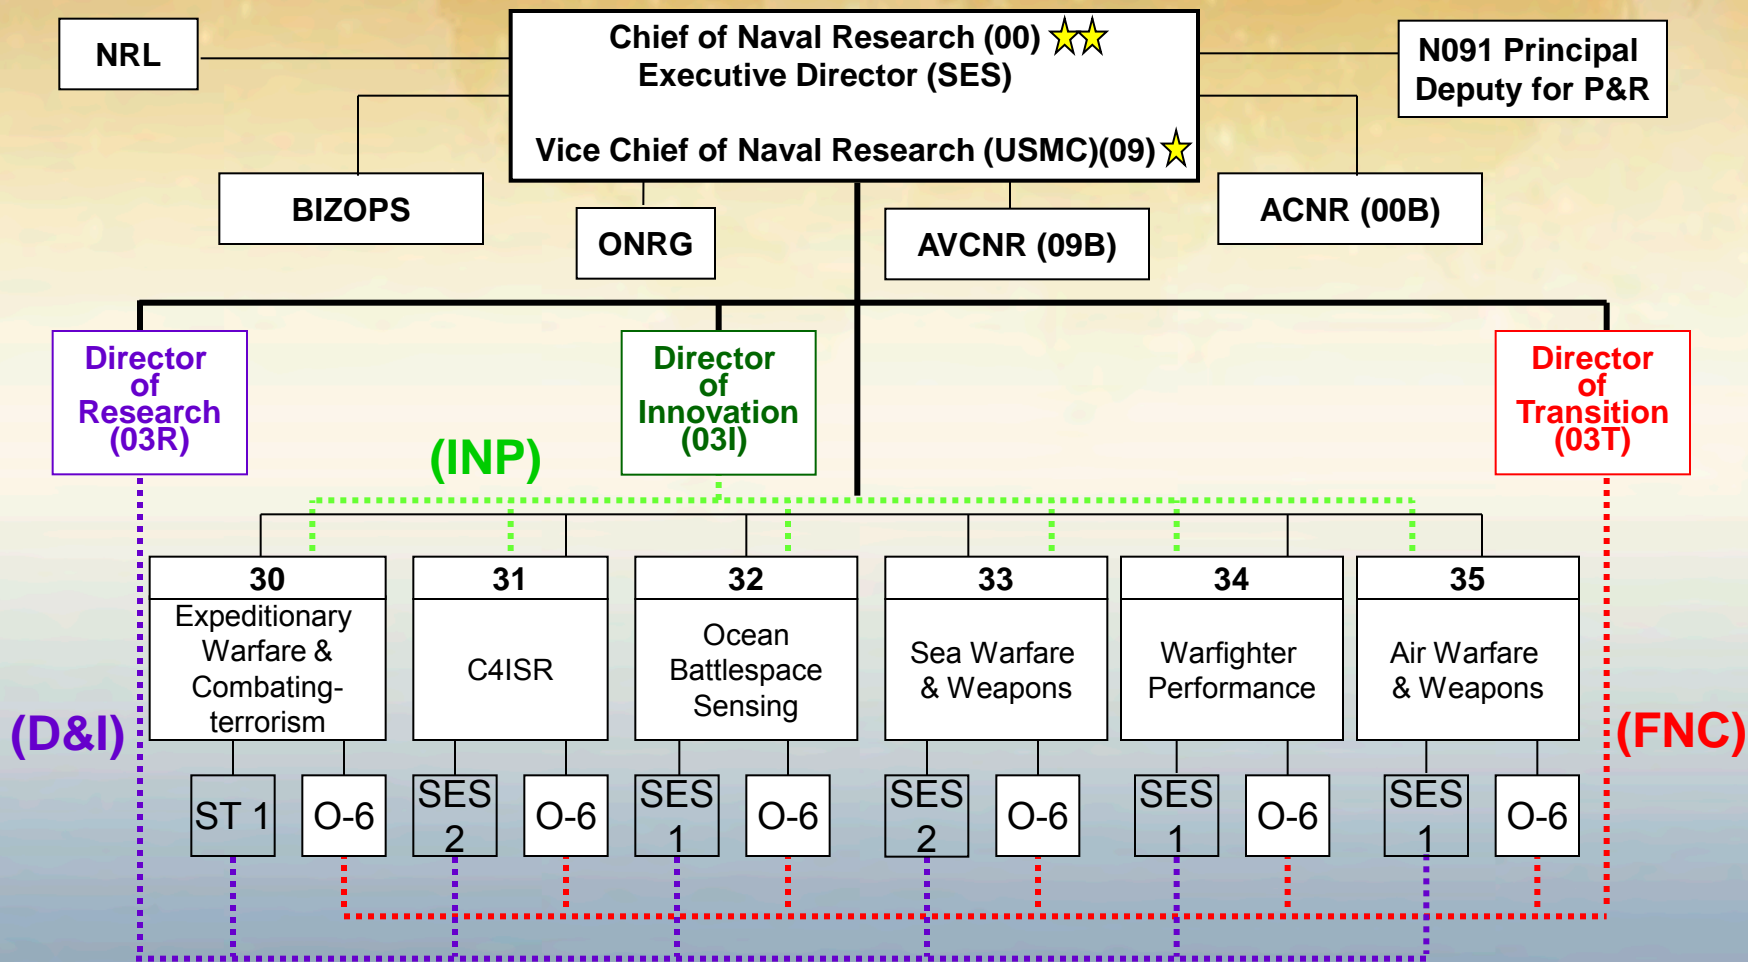 NRL
Chief of Naval Research (00)
Executive Director (SES)
Vice Chief of Naval Research (USMC)(09)
N091 Principal
Deputy for P&R
BIZOPS
ONRG
AVCNR (09B)
ACNR (00B)
Director
of
Research
(03R)
Director
of
Innovation
(03I)
Director
of
Transition
(03T)
(INP)
30
Expeditionary
Warfare &
Combating-
terrorism
31
C4ISR
32
Ocean
Battlespace
Sensing
33
Sea Warfare
& Weapons
34
Warfighter
Performance
35
Air Warfare
& Weapons
(D&I)
(FNC)
ST 1
O-6
SES
2
O-6
SES
1
O-6
SES
2
O-6
SES
1
O-6
SES
1
O-6